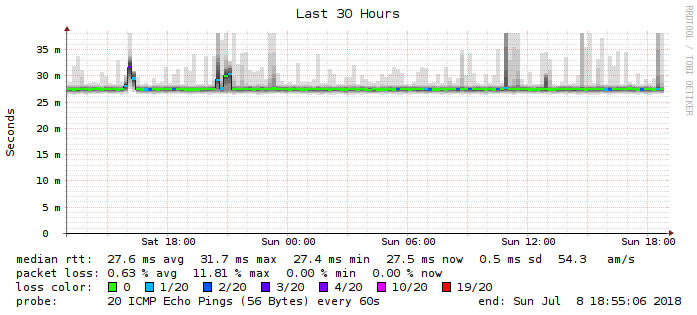 Last 30 Hours
RRDTOOL / TOBI OETIKER
Seconds
35 m
30 m
25 m
20 m
15 m
10 m
5 m
0
Sat 18:00 Sun 00:00 Sun 06:00 Sun 12:00 Sun 18:00
median rtt: 27.6 ms avg 31.7 ms max 27.4 ms min 27.5 ms now 0.5 ms sd 54.3 am/s
packet loss: 0.63 % avg 11.81 % max 0.00 % min 0.00 % now
loss color: 0 1/20 2/20 3/20 4/20 10/20 19/20
probe: 20 ICMP Echo Pings (56 Bytes) every 60s end: Sun Jul 8 18:55:06 2018